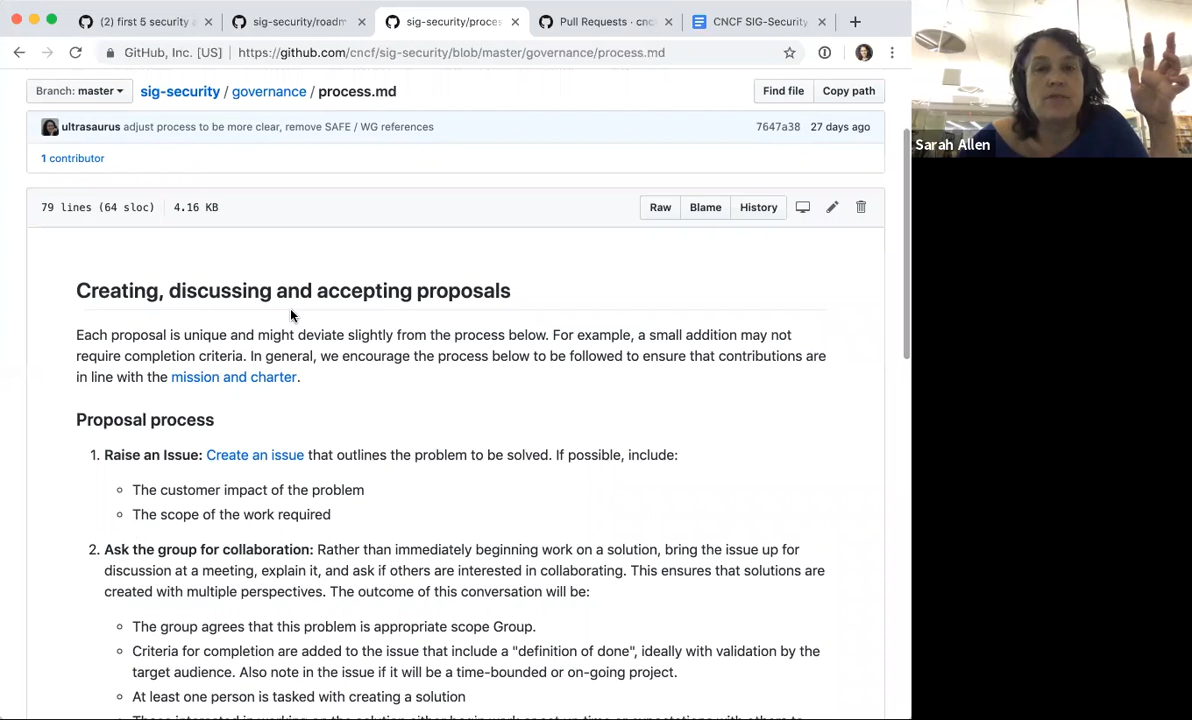 (2) first 5 security a
sig-security/roadm
sig-security/proces
Pull Requests · cnc
CNCF SIG-Security
GitHub, Inc. [US]
https://github.com/cncf/sig-security/blob/master/governance/process.md
Branch: master
sig-security / governance / process.md
Find file
Copy path
ultrasaurus adjust process to be more clear, remove SAFE / WG references
7647a38 27 days ago
1 contributor
79 lines (64 sloc) 4.16 KB
Raw
Blame
History
Creating, discussing and accepting proposals
Each proposal is unique and might deviate slightly from the process below. For example, a small addition may not
require completion criteria. In general, we encourage the process below to be followed to ensure that contributions are
in line with the mission and charter.
Proposal process
1. Raise an Issue: Create an issue that outlines the problem to be solved. If possible, include:
The customer impact of the problem
The scope of the work required
2. Ask the group for collaboration: Rather than immediately beginning work on a solution, bring the issue up for
discussion at a meeting, explain it, and ask if others are interested in collaborating. This ensures that solutions are
created with multiple perspectives. The outcome of this conversation will be:
The group agrees that this problem is appropriate scope Group.
Criteria for completion are added to the issue that include a "definition of done", ideally with validation by the
target audience. Also note in the issue if it will be a time-bounded or on-going project.
At least one person is tasked with creating a solution
Sarah Allen